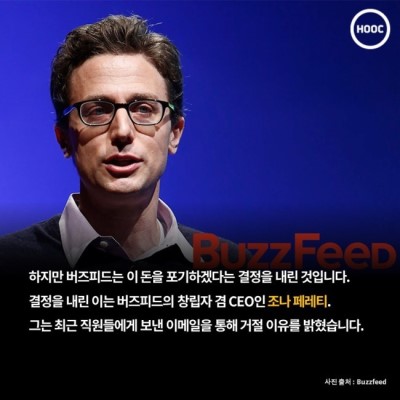 HOOC
BuzzFeed
하지만 버즈피드는 이 돈을 포기하겠다는 결정을 내린 것입니다.
결정을 내린 이는 버즈피드의 창립자 겸 CEO인 조나 페레티.
그는 최근 직원들에게 보낸 이메일을 통해 거절 이유를 밝혔습니다.
사진 출처 : Buzzfeed